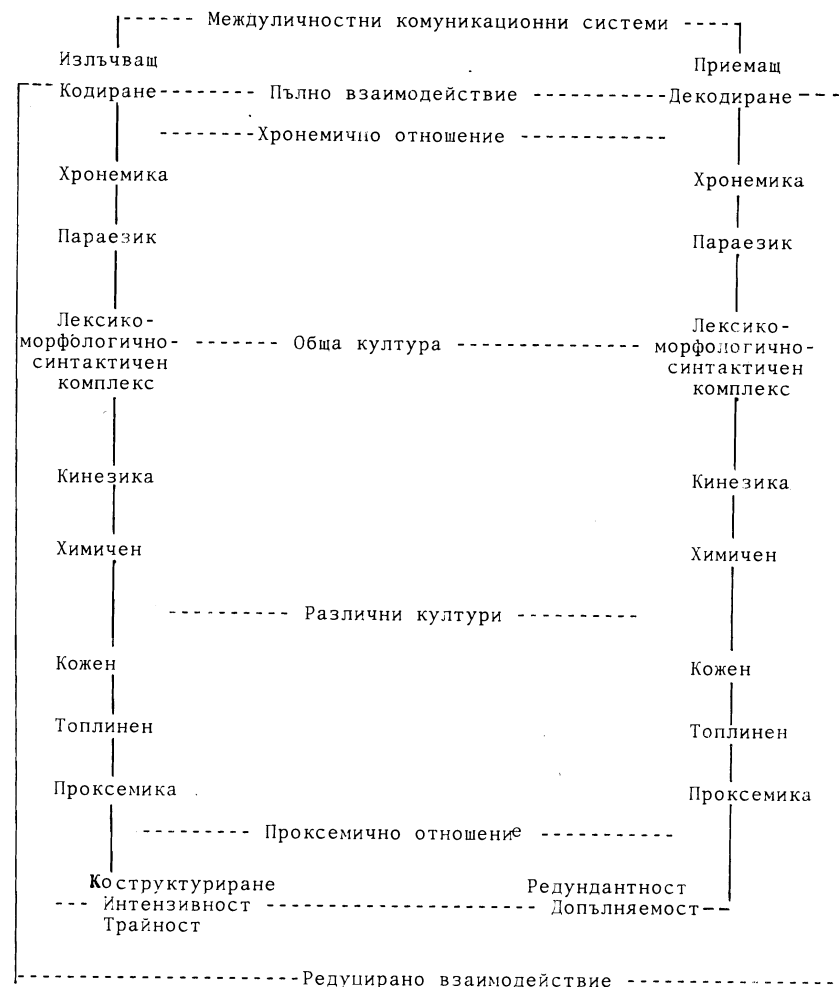 Междуличностни комуникационни системи
Излъчващ Приемащ
Кодиране Пълно взаимодействие Декодиране
Хронемично отношение
Хронемика Хронемика
Параезик Параезик
Лексико- Лексико-
морфологично- Обща култура морфологично-
синтактичен синтактичен
комплекс комплекс
Кинезика Кинезика
Химичен Химичен
Различни култури
Кожен Кожен
Топлинен Топлинен
Проксемика Проксемика
Проксемично отношение
Коструктуриране Редундантност
Интензивност Допълняемост
Трайност
Редуцирано взаимодействие